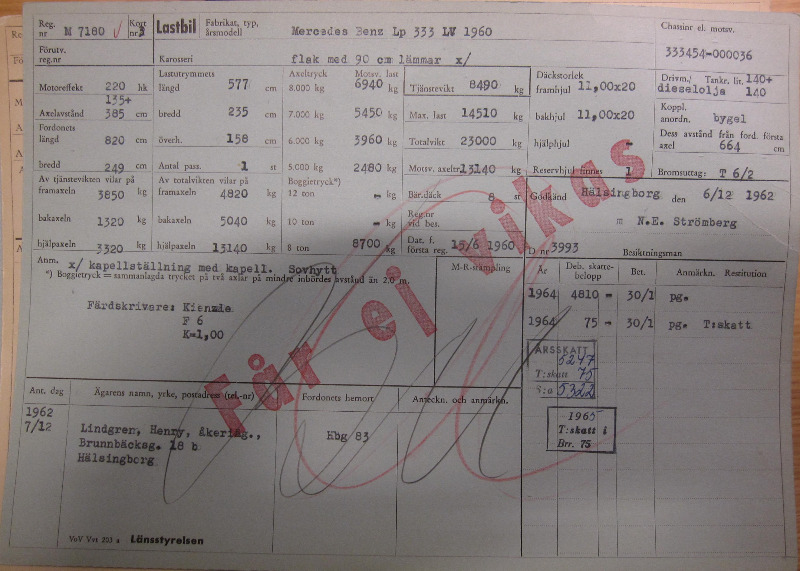 Reg. nr M 7180 Kort nr 3 Lastbil Fabrikat, typ, årsmodell Mercedes Benz Lp 333 LV 1960 Chassinr el. motsv. 333454-000036
Förutv. reg.nr Karosseri flak med 90 cm lämmar x/
Motoreffekt 220 hk Lastutrymmets längd 577 cm Axeltryck 8.000 kg Motsv. last 6940 kg Tjänstevikt 8490 kg Däckstorlek framhjul 11,00x20 Drivm./ Tankr. lit. 140+
dieselolja 140
135+
Axelavstånd 385 cm bredd 235 cm 7.000 kg 5450 kg Max. last 14510 kg bakhjul 11,00x20 Koppl. anordn. bygel
Fordonets längd 820 cm överh. 158 cm 6.000 kg 3960 kg Totalvikt 23000 kg hjälphjul - Dess avstånd från ford. första axel 664 cm
bredd 249 cm Antal pass. 1 st 5.000 kg 2480 kg Motsv. axeltr. 13140 kg Reservhjul finnes 1 Bromsuttag: T 6/2
Av tjänstevikten vilar på framaxeln 3850 kg Av totalvikten vilar på framaxeln 4820 kg Boggietryck*) 12 ton - kg Bär.däck 8 st Godkänd Hälsingborg den 6/12 1962
bakaxeln 1320 kg bakaxeln 5040 kg 10 ton - kg Reg.nr vid bes. m N.E. Strömberg
hjälpaxeln 3320 kg hjälpaxeln 13140 kg 8 ton 8700 kg Dat. f. första reg. 15/6 1960 D nr 3993 Besiktningsman
Anm. x/ kapellställning med kapell. Sovhytt M-R-stämpling År Deb. skattebelopp Bet. Anmärkn. Restitution
*) Boggietryck = sammanlagda trycket på två axlar på mindre inbördes avstånd än 2.0 m.
1964 4810 - 30/1 pg.
Färdskrivare: Kienzle
F 6
K=1,00
1964 75 - 30/1 pg. T:skatt
ÅRSSKATT
5247
T:skatt 75
S:a 5322
Får ej vikas
Ant. dag Ägarens namn, yrke, postadress (tel.-nr) Fordonets hemort Anteckn. och anmärkn.
1962
7/12 Lindgren, Henry, åkeriäg., Hbg 83
Brunnbäcksg. 18 b
Hälsingborg
1965
T:skatt i
Brr. 75
VoV Vvt 203 a Länsstyrelsen